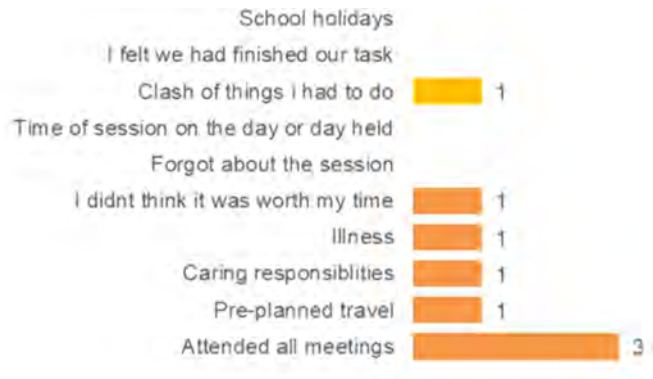 School holidays
I felt we had finished our task
Clash of things I had to do 1
Time of session on the day or day held
Forgot about the session
I didnt think it was worth my time 1
Illness 1
Caring responsiblities 1
Pre-planned travel 1
Attended all meetings 3